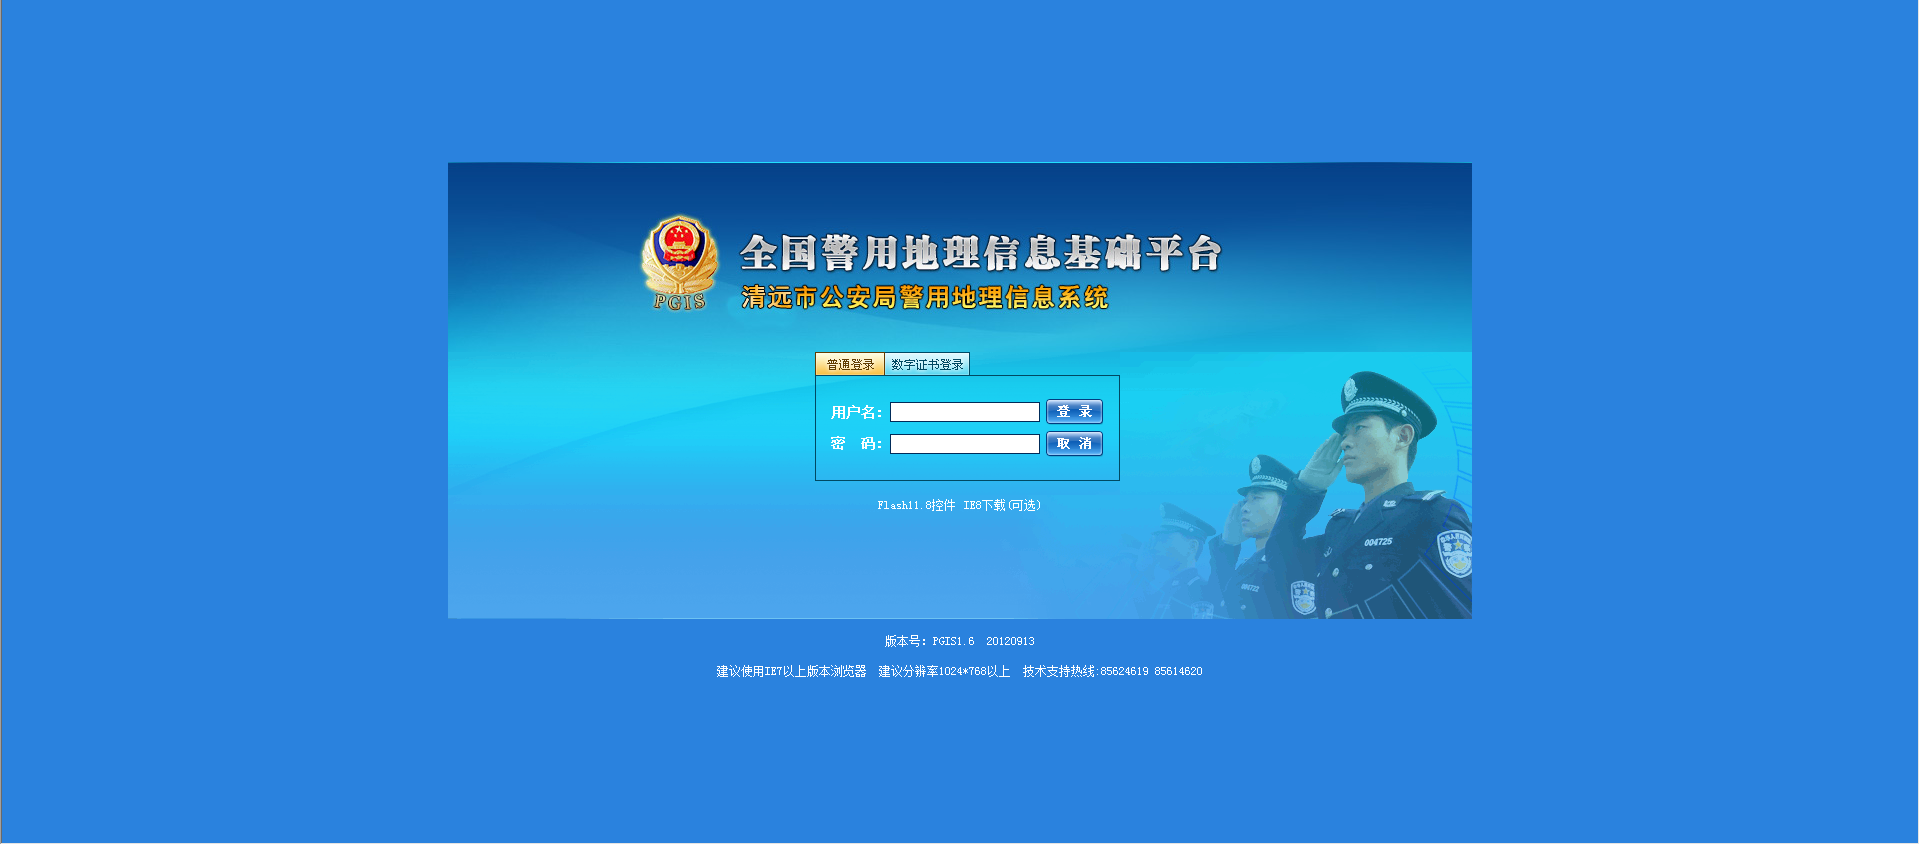 全国警用地理信息基础平台
PGIS
清远市公安局警用地理信息系统
普通登录 数字证书登录
用户名: 登 录
密 码: 取 消
Flash11.8控件 IE8下载(可选)
004725
版本号: PGIS1.6 20120913
建议使用IE7以上版本浏览器 建议分辨率1024*768以上 技术支持热线:85624619 85614620